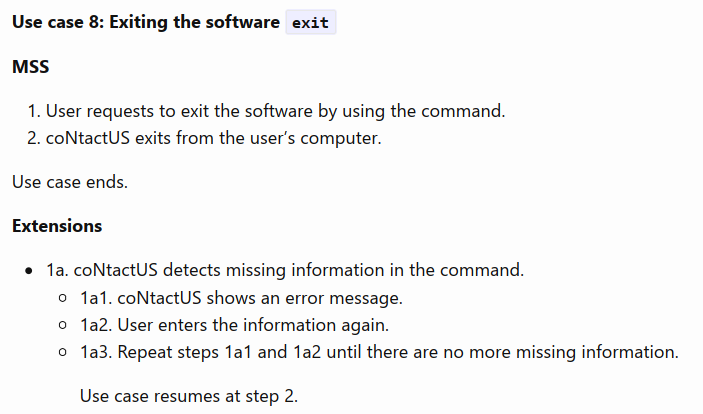 Use case 8: Exiting the software exit
MSS
1. User requests to exit the software by using the command.
2. coNtactUS exits from the user’s computer.
Use case ends.
Extensions
• 1a. coNtactUS detects missing information in the command.
○ 1a1. coNtactUS shows an error message.
○ 1a2. User enters the information again.
○ 1a3. Repeat steps 1a1 and 1a2 until there are no more missing information.
Use case resumes at step 2.